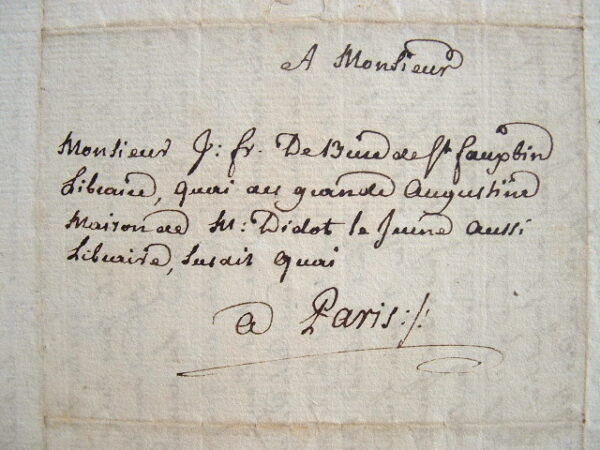 A Monsieur
Monsieur J: fr. De Bure de St fauxbin
Libraire, quai des grands Augustins
Maison de M: Didot le Jeune aussi
Libraire, susdit quai
a Paris:/: